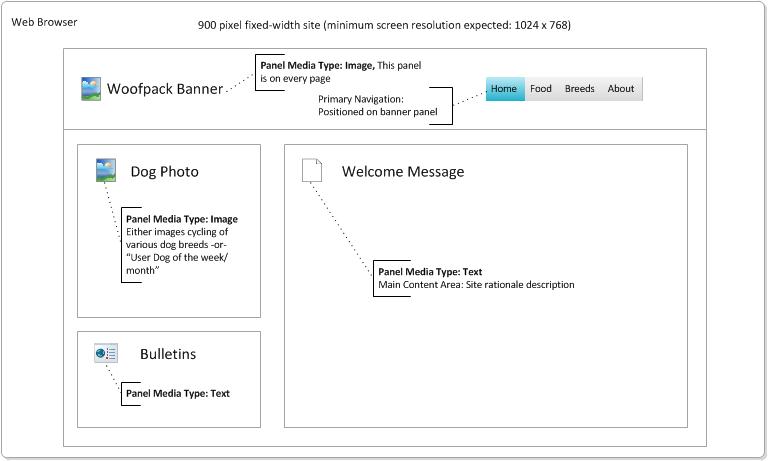 Web Browser
900 pixel fixed-width site (minimum screen resolution expected: 1024 x 768)
Woofpack Banner
Panel Media Type: Image, This panel
is on every page
Primary Navigation:
Positioned on banner panel
Home Food Breeds About
Dog Photo
Panel Media Type: Image
Either images cycling of
various dog breeds -or-
“User Dog of the week/
month”
Welcome Message
Panel Media Type: Text
Main Content Area: Site rationale description
Bulletins
Panel Media Type: Text